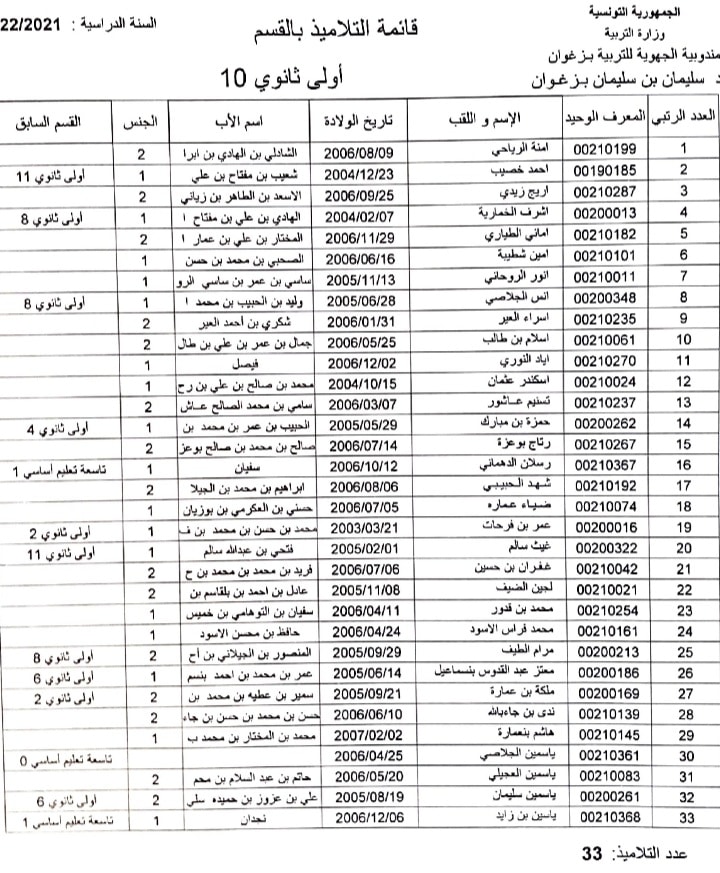 الجمهورية التونسية
وزارة التربية
مندوبية الجهوية للتربية بـزغوان
د سليمان بن سليمان بـزغـوان
قائمة التلاميذ بالقسم
السنة الدراسية : 22/2021
أولى ثانوي 10
العدد الرتبي المعرف الوحيد الإسم و اللقب تاريخ الولادة اسم الأب الجنس القسم السابق
1 00210199 امنة الرياحي 2006/08/09 الشاذلي بن الهادي بن ابرا 2
2 00190185 احمد خصيب 2004/12/23 شعيب بن مفتاح بن علي 1 أولى ثانوي 11
3 00210287 اريج زيدي 2006/09/25 الاسعد بن الطاهر بن زياني 2
4 00200013 اشرف الخمارية 2004/02/07 الهادي بن علي بن مفتاح ا 1 أولى ثانوي 8
5 00210182 اماني الطياري 2006/11/29 المختار بن علي بن عمار ا 2
6 00210101 امين شطيبة 2006/06/16 الصحبي بن محمد بن حسن 1
7 00210011 انور الروحاني 2005/11/13 ساسي بن عمر بن ساسي الرو 1
8 00200348 انس الجلاصي 2005/06/28 وليد بن الحبيب بن محمد ا 1 أولى ثانوي 8
9 00210235 اسراء العير 2006/01/31 شكري بن أحمد العير 2
10 00210061 اسلام بن طالب 2006/05/25 جمال بن عمر بن علي بن طال 2
11 00210270 اياد النوري 2006/12/02 فيصل 1
12 00210024 اسكندر عثمان 2004/10/15 محمد بن صالح بن علي بن رح 1
13 00210237 تسنيم عـاشور 2006/03/07 سامي بن محمد الصالح عـاش 2
14 00200262 حمزة بن مبارك 2005/05/29 الحبيب بن عمر بن محمد بن 1 أولى ثانوي 4
15 00210267 رتاج بوعزة 2006/07/14 صالح بن محمد بن صالح بوعز 2
16 00210367 رسلان الدهماني 2006/10/12 سفيان 1 تاسعة تعليم أساسي 1
17 00210192 شهد الحبيبي 2006/08/06 ابراهيم بن محمد بن الجيلا 2
18 00210074 ضياء عماره 2006/07/05 حسني بن العكرمي بن بوزيان 1
19 00200016 عمر بن فرحات 2003/03/21 محمد بن حسن بن محمد بن ف 1 أولى ثانوي 2
20 00200322 غيث سالم 2005/02/01 فتحي بن عبدالله سالم 1 أولى ثانوي 11
21 00210042 غفران بن حسين 2006/07/06 فريد بن محمد بن محمد بن ح 2
22 00210021 لجين الضيف 2005/11/08 عادل بن احمد بن بلقاسم بن 2
23 00210254 محمد بن قدور 2006/04/11 سفيان بن التوهامي بن خميس 1
24 00210161 محمد فراس الاسود 2006/04/24 حافظ بن محسن الاسود 1
25 00200213 مرام الطيف 2005/09/29 المنصور بن الجيلاني بن أح 2 أولى ثانوي 8
26 00200186 معتز عبد القدوس بنسماعيل 2005/06/14 عمر بن محمد بن احمد بنسم 1 أولى ثانوي 6
27 00200169 ملكة بن عمارة 2005/09/21 سمير بن عطيه بن محمد بن 2 أولى ثانوي 2
28 00210139 ندى بن جاءبالله 2006/06/10 حسن بن محمد بن حسن بن جاء 2
29 00210145 هاشم بنعمارة 2007/02/02 محمد بن المختار بن محمد ب 1
30 00210361 ياسمين الجلاصي 2006/04/25 تاسعة تعليم أساسي 0
31 00210083 ياسمين العجيلي 2006/05/20 حاتم بن عبد السلام بن محم 2
32 00200261 ياسمين سليمان 2005/08/19 علي بن عزوز بن حميده سلي 2 أولى ثانوي 6
33 00210368 ياسين بن زايد 2006/12/06 نجدان 1 تاسعة تعليم أساسي 1
عدد التلاميذ: 33